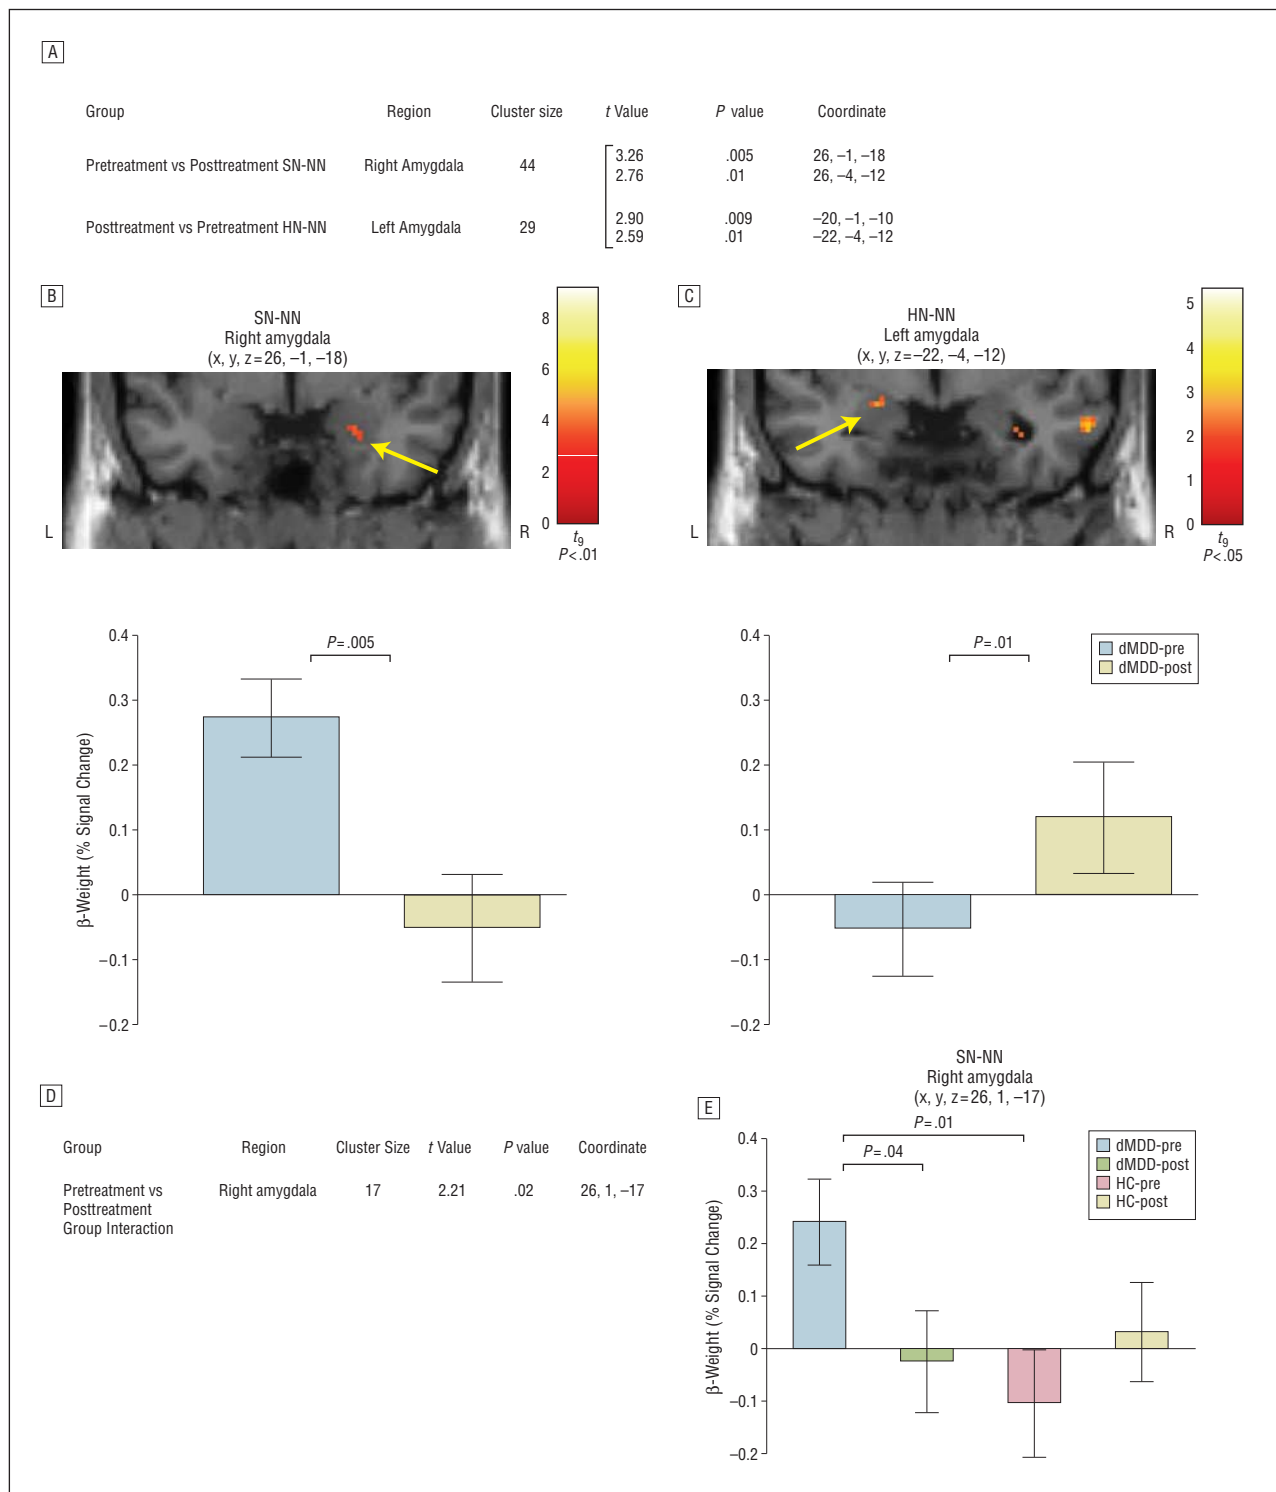 A
Group Region Cluster size t Value P value Coordinate
Pretreatment vs Posttreatment SN-NN Right Amygdala 44 3.26 .005 26, –1, –18
2.76 .01 26, –4, –12
Posttreatment vs Pretreatment HN-NN Left Amygdala 29 2.90 .009 –20, –1, –10
2.59 .01 –22, –4, –12
B
SN-NN
Right amygdala
(x, y, z=26, –1, –18)
8
6
4
2
0
L R
t9
P<.01
C
HN-NN
Left amygdala
(x, y, z=–22, –4, –12)
5
4
3
2
1
0
L R
t9
P<.05
β-Weight (% Signal Change)
0.4
0.3
0.2
0.1
0
–0.1
–0.2
P=.005
0.4
0.3
0.2
0.1
0
–0.1
–0.2
P=.01
dMDD-pre
dMDD-post
D
Group Region Cluster Size t Value P value Coordinate
Pretreatment vs Right amygdala 17 2.21 .02 26, 1, –17
Posttreatment
Group Interaction
E
SN-NN
Right amygdala
(x, y, z=26, 1, –17)
β-Weight (% Signal Change)
0.4
0.3
0.2
0.1
0
–0.1
–0.2
P=.01
P=.04
dMDD-pre
dMDD-post
HC-pre
HC-post